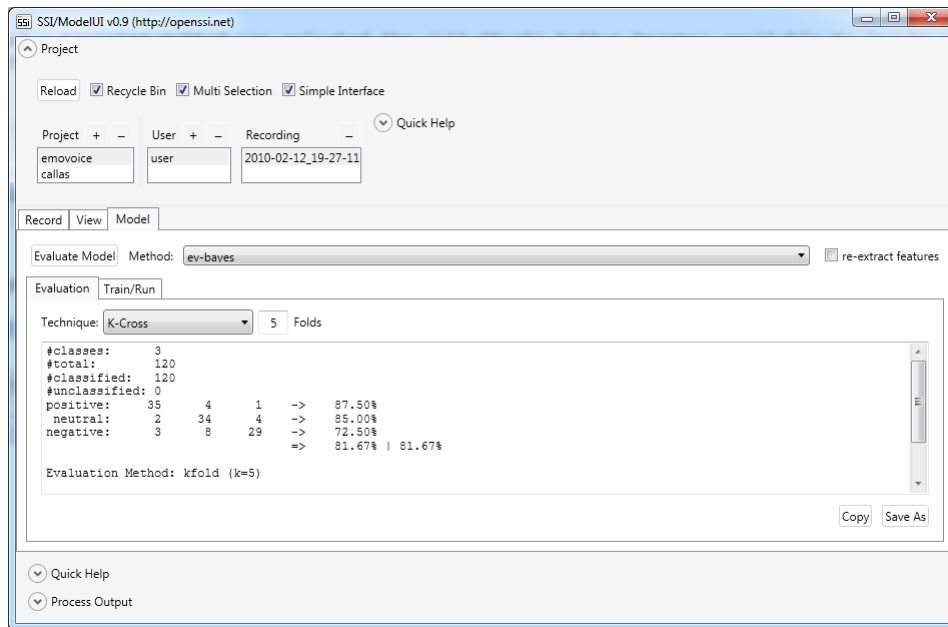 SSI SSI/ModelUI v0.9 (http://openssi.net)
Project
Reload Recycle Bin Multi Selection Simple Interface
Quick Help
Project + – User + – Recording –
emovoice user 2010-02-12_19-27-11
callas
Record View Model
Evaluate Model Method: ev-bayes re-extract features
Evaluation Train/Run
Technique: K-Cross 5 Folds
#classes: 3
#total: 120
#classified: 120
#unclassified: 0
positive: 35 4 1 -> 87.50%
neutral: 2 34 4 -> 85.00%
negative: 3 8 29 -> 72.50%
=> 81.67% | 81.67%
Evaluation Method: kfold (k=5)
Copy Save As
Quick Help
Process Output